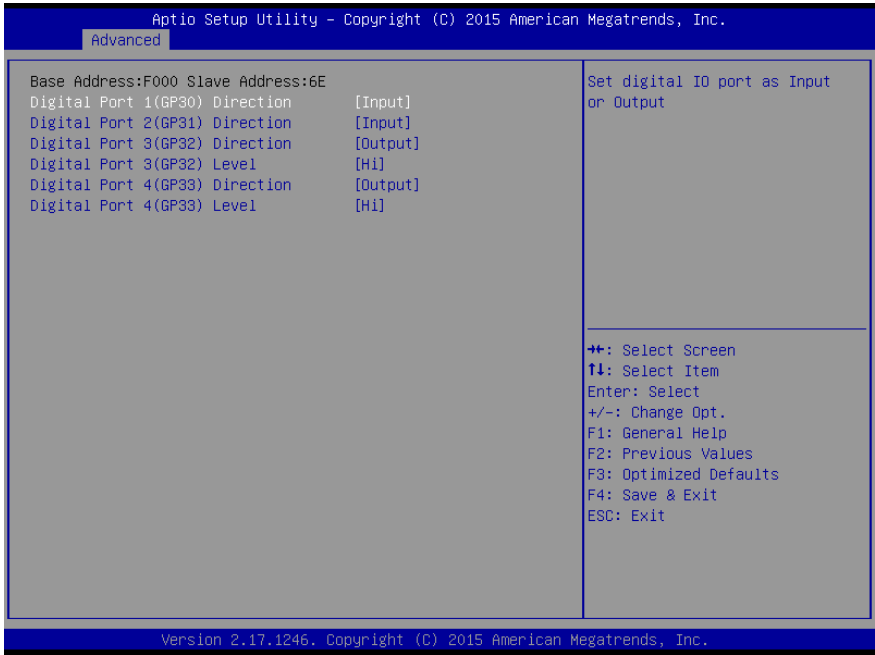 Aptio Setup Utility – Copyright (C) 2015 American Megatrends, Inc.
Advanced
Base Address:F000 Slave Address:6E
Digital Port 1(GP30) Direction [Input]
Digital Port 2(GP31) Direction [Input]
Digital Port 3(GP32) Direction [Output]
Digital Port 3(GP32) Level [Hi]
Digital Port 4(GP33) Direction [Output]
Digital Port 4(GP33) Level [Hi]
Set digital IO port as Input
or Output
→←: Select Screen
↑↓: Select Item
Enter: Select
+/-: Change Opt.
F1: General Help
F2: Previous Values
F3: Optimized Defaults
F4: Save & Exit
ESC: Exit
Version 2.17.1246. Copyright (C) 2015 American Megatrends, Inc.